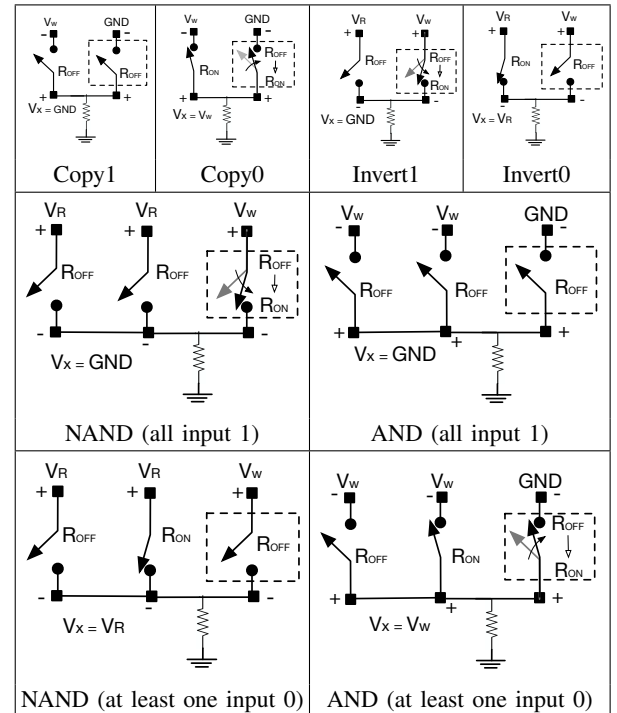 Vw GND
- -
ROFF ROFF
+ +
Vx = GND
Copy1
Vw GND
- -
RON ROFF
RON
+ +
Vx = Vw
Copy0
VR Vw
+ +
ROFF ROFF
RON
- -
Vx = GND
Invert1
VR Vw
+ +
RON ROFF
- -
Vx = VR
Invert0
VR VR Vw
+ + +
ROFF ROFF ROFF
RON
- - -
Vx = GND
NAND (all input 1)
Vw Vw GND
- - -
ROFF ROFF ROFF
+ + +
Vx = GND
AND (all input 1)
VR VR Vw
+ + +
ROFF RON ROFF
- - -
Vx = VR
NAND (at least one input 0)
Vw Vw GND
- - -
ROFF RON ROFF
RON
+ + +
Vx = Vw
AND (at least one input 0)